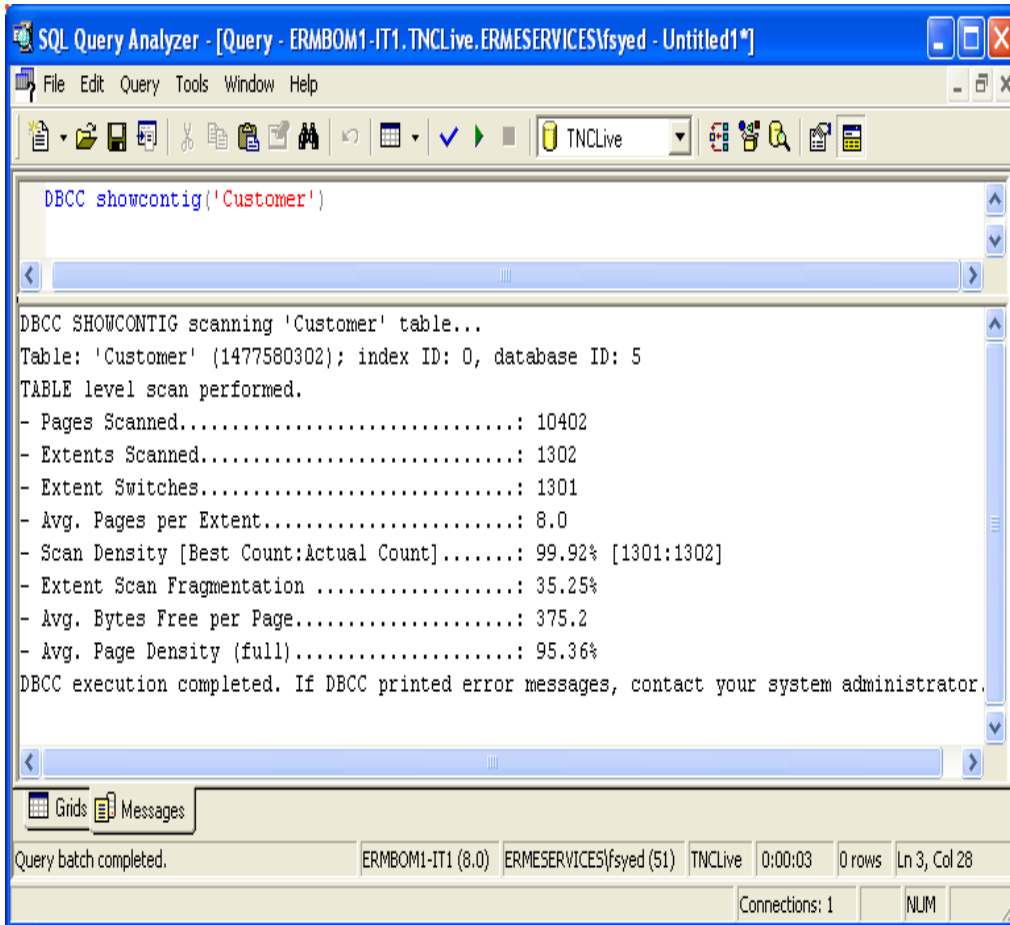 SQL Query Analyzer - [Query - ERMBOM1-IT1.TNCLive.ERMESERVICES\fsyed - Untitled1*]
File Edit Query Tools Window Help
TNCLive
DBCC showcontig('Customer')
DBCC SHOWCONTIG scanning 'Customer' table...
Table: 'Customer' (1477580302); index ID: 0, database ID: 5
TABLE level scan performed.
- Pages Scanned................................: 10402
- Extents Scanned..............................: 1302
- Extent Switches..............................: 1301
- Avg. Pages per Extent........................: 8.0
- Scan Density [Best Count:Actual Count].......: 99.92% [1301:1302]
- Extent Scan Fragmentation ...................: 35.25%
- Avg. Bytes Free per Page.....................: 375.2
- Avg. Page Density (full).....................: 95.36%
DBCC execution completed. If DBCC printed error messages, contact your system administrator.
Grids Messages
Query batch completed. ERMBOM1-IT1 (8.0) ERMESERVICES\fsyed (51) TNCLive 0:00:03 0 rows Ln 3, Col 28
Connections: 1 NUM